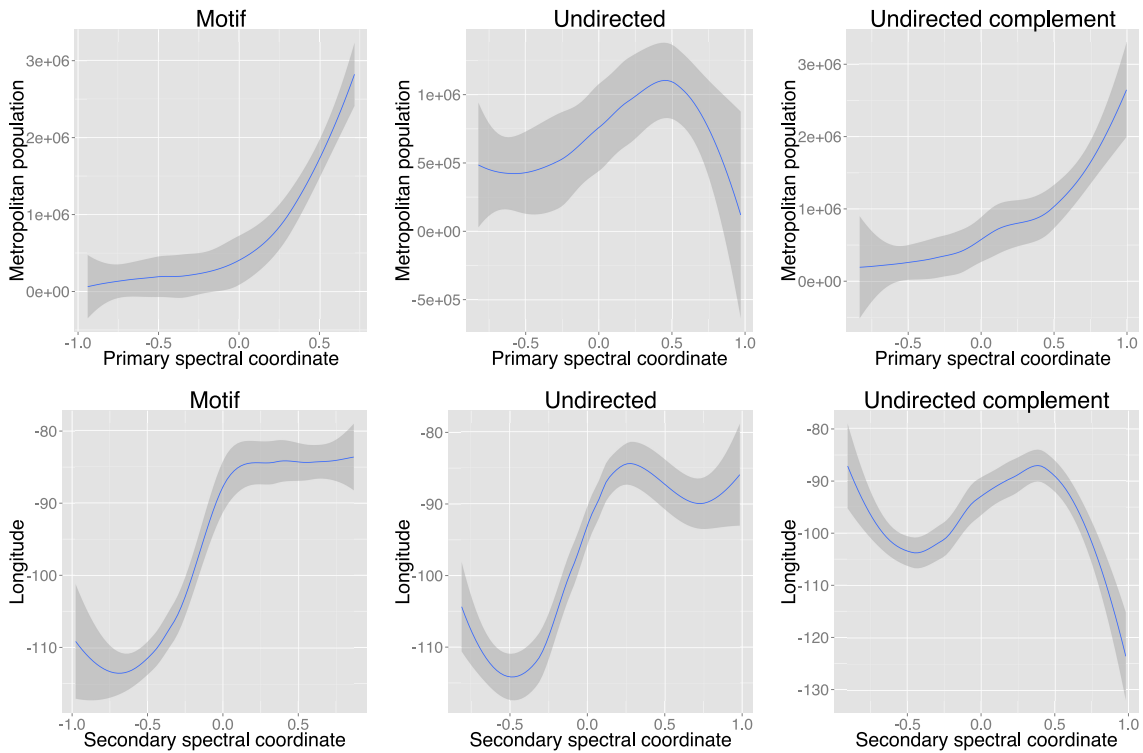 Motif
Undirected
Undirected complement
Metropolitan population
3e+06
2e+06
1e+06
0e+00
-1.0 -0.5 0.0 0.5
Primary spectral coordinate
Metropolitan population
1e+06
5e+05
0e+00
-5e+05
-0.5 0.0 0.5 1.0
Primary spectral coordinate
Metropolitan population
3e+06
2e+06
1e+06
0e+00
-0.5 0.0 0.5 1.0
Primary spectral coordinate
Motif
Undirected
Undirected complement
Longitude
-80
-90
-100
-110
-1.0 -0.5 0.0 0.5
Secondary spectral coordinate
Longitude
-80
-90
-100
-110
-0.5 0.0 0.5 1.0
Secondary spectral coordinate
Longitude
-80
-90
-100
-110
-120
-130
-0.5 0.0 0.5 1.0
Secondary spectral coordinate